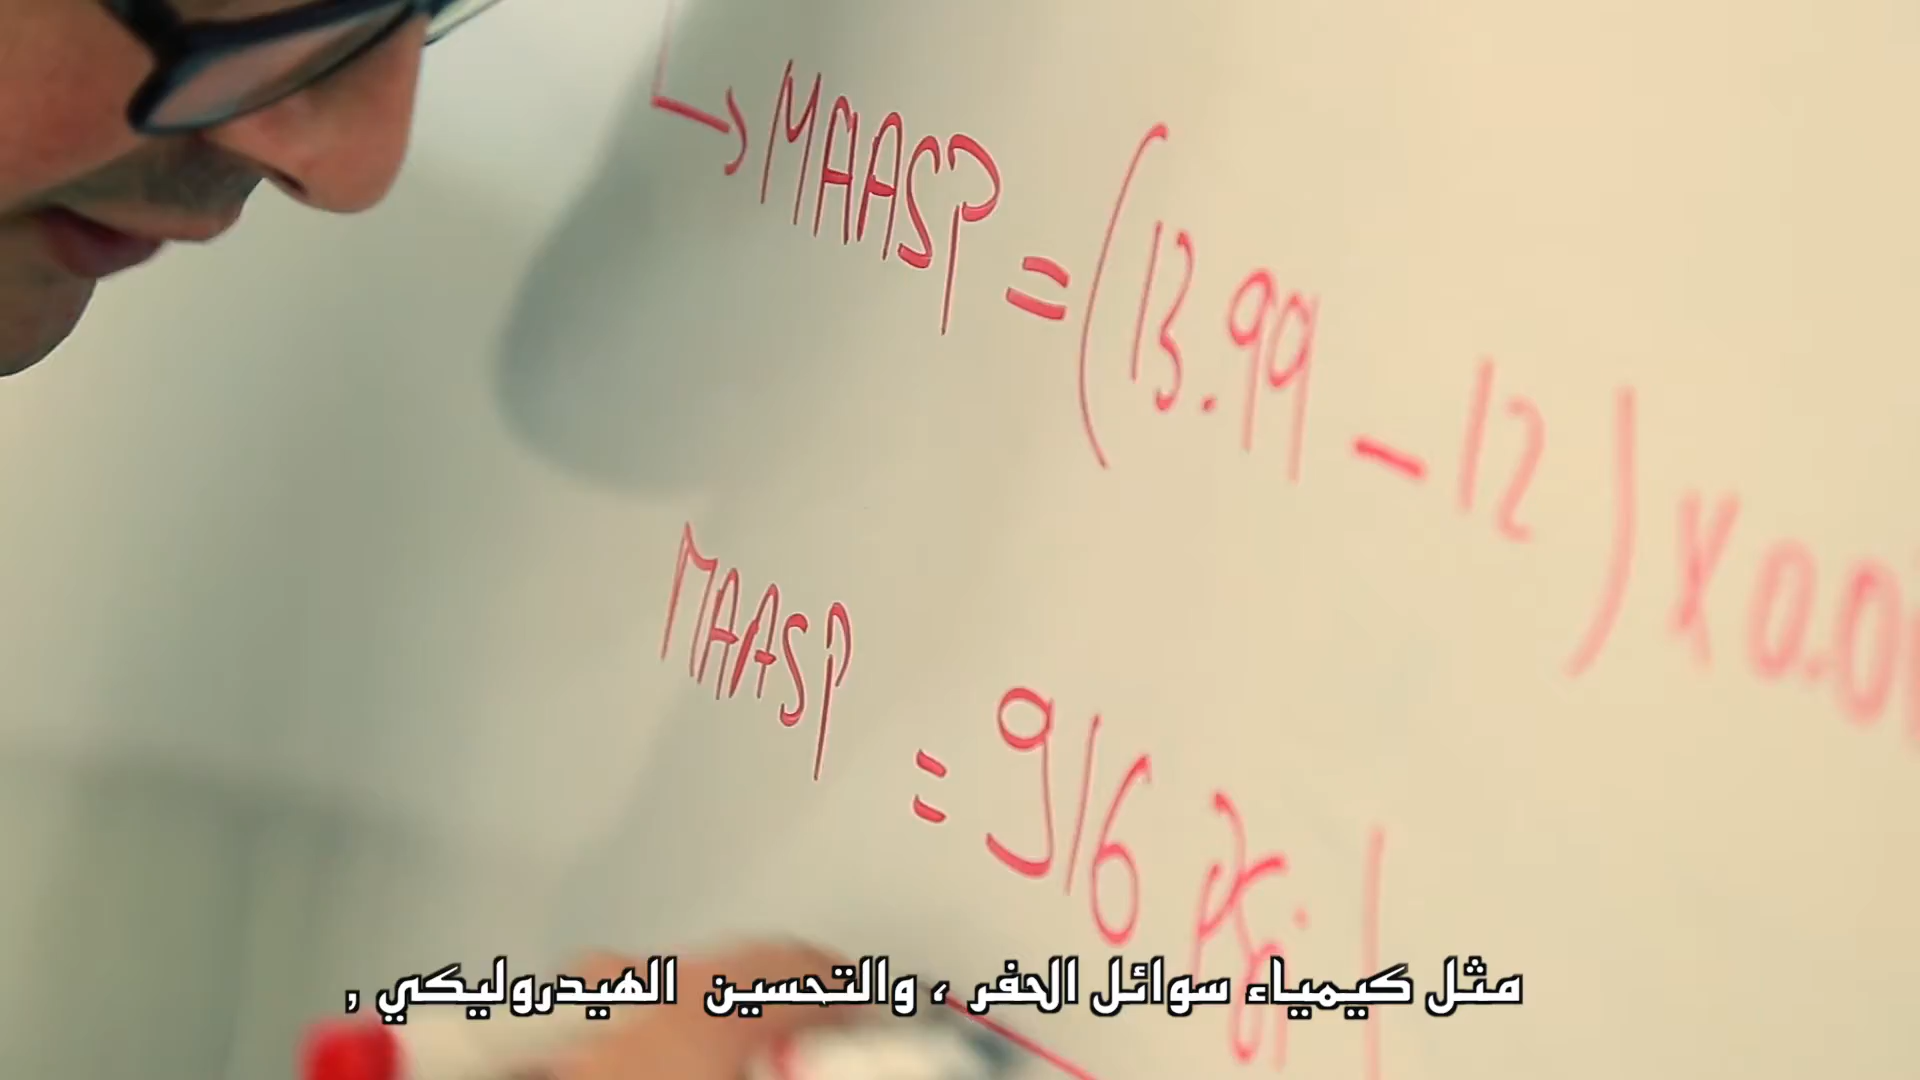 MAASP = (13.99 - 12) X 0.0
MAASP = 916 Psi
مثل كيمياء سوائل الحفر ، والتحسين الهيدروليكي ,